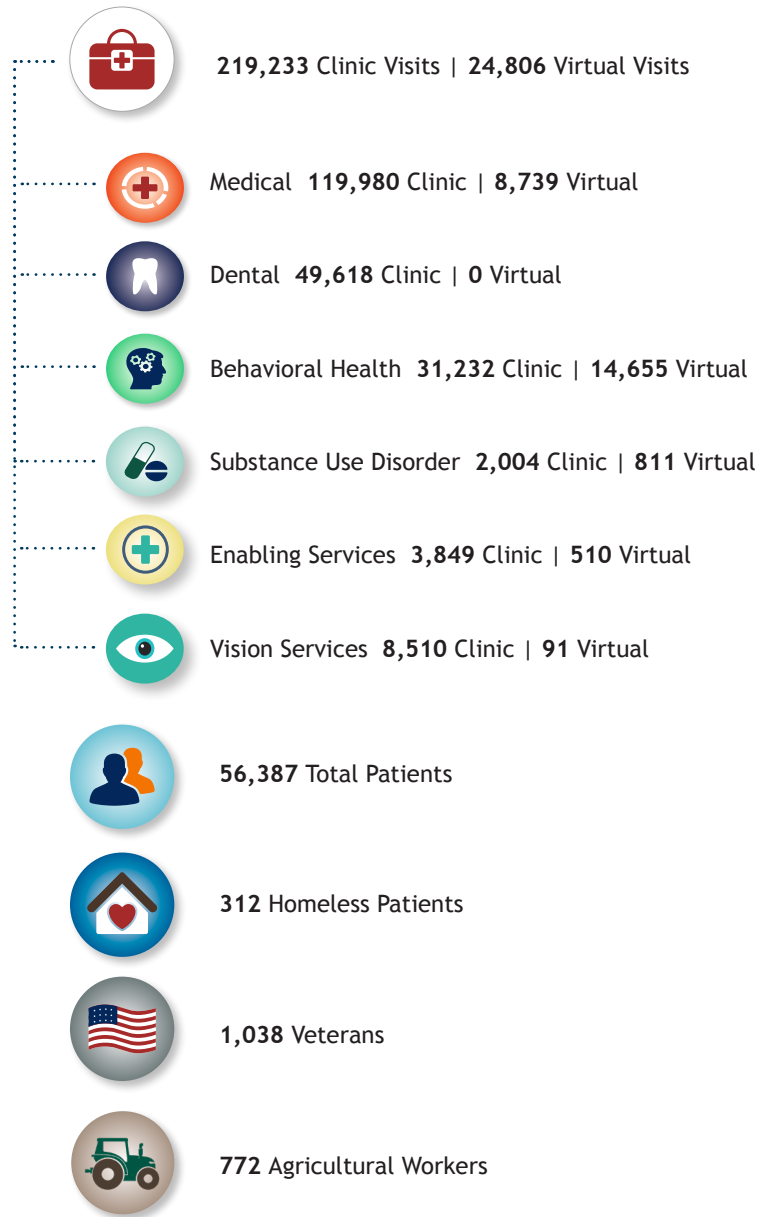 219,233 Clinic Visits | 24,806 Virtual Visits
Medical 119,980 Clinic | 8,739 Virtual
Dental 49,618 Clinic | 0 Virtual
Behavioral Health 31,232 Clinic | 14,655 Virtual
Substance Use Disorder 2,004 Clinic | 811 Virtual
Enabling Services 3,849 Clinic | 510 Virtual
Vision Services 8,510 Clinic | 91 Virtual
56,387 Total Patients
312 Homeless Patients
1,038 Veterans
772 Agricultural Workers